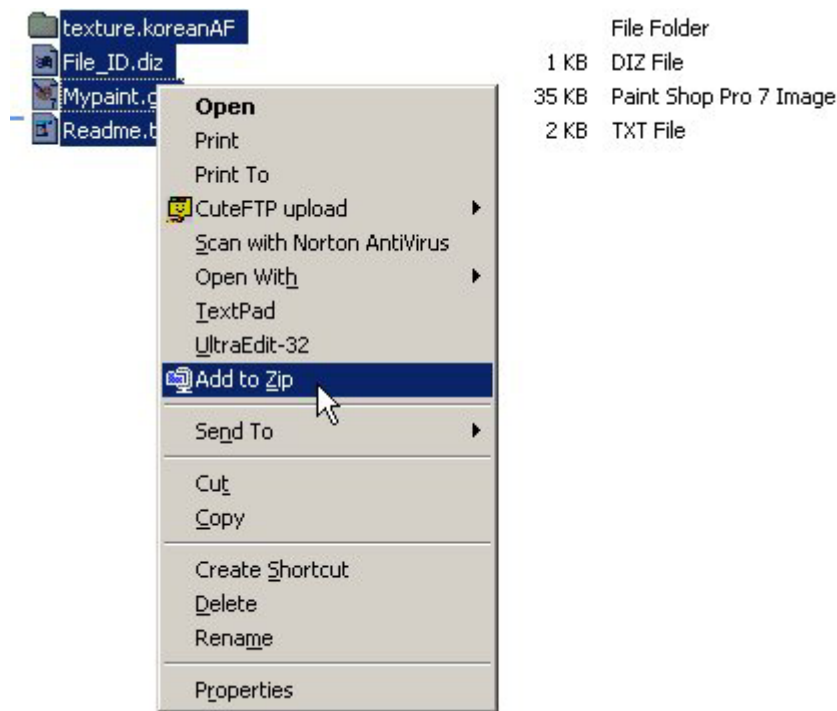 texture.koreanAF File Folder
File_ID.diz 1 KB DIZ File
Mypaint.g 35 KB Paint Shop Pro 7 Image
Readme.t 2 KB TXT File
Open
Print
Print To
CuteFTP upload
Scan with Norton AntiVirus
Open With
TextPad
UltraEdit-32
Add to Zip
Send To
Cut
Copy
Create Shortcut
Delete
Rename
Properties